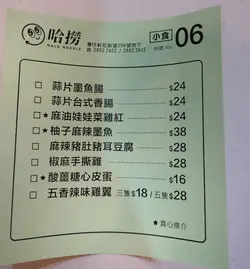 哈撈
HALO NOODLE
小食
No. 06
☐ 蒜片墨魚腸 $24
☐ 蒜片台式香腸 $24
☐ ★麻油娃娃菜雞紅 $24
☐ ★柚子麻辣墨魚 $38
☐ 麻辣豬肚豬耳豆腐 $28
☐ 椒麻手撕雞 $28
☐ ★酸薑糖心皮蛋 $16
☐ 五香辣味雞翼 三隻$18 / 五隻$28
★真心推介